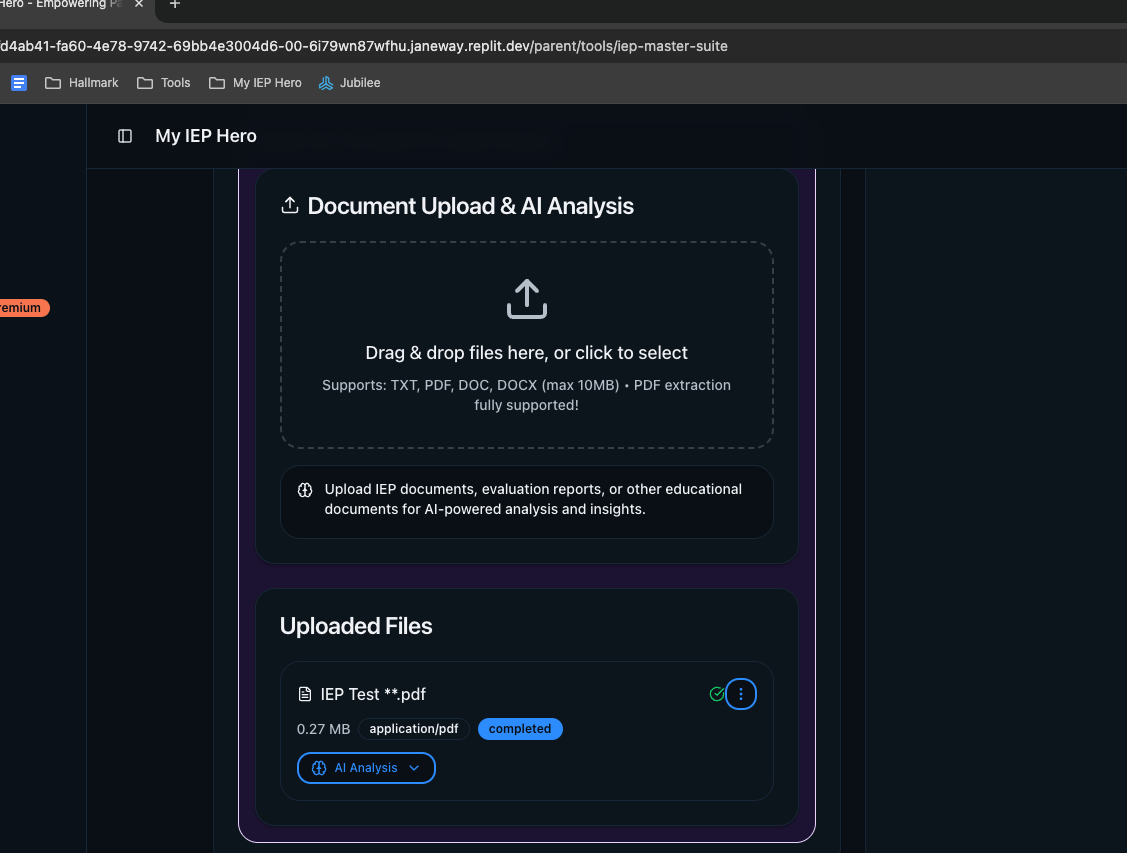 Hero - Empowering Pa
d4ab41-fa60-4e78-9742-69bb4e3004d6-00-6i79wn87wfhu.janeway.replit.dev/parent/tools/iep-master-suite
Hallmark Tools My IEP Hero Jubilee
My IEP Hero
Document Upload & AI Analysis
remium
Drag & drop files here, or click to select
Supports: TXT, PDF, DOC, DOCX (max 10MB) • PDF extraction
fully supported!
Upload IEP documents, evaluation reports, or other educational
documents for AI-powered analysis and insights.
Uploaded Files
IEP Test **.pdf
0.27 MB application/pdf completed
AI Analysis